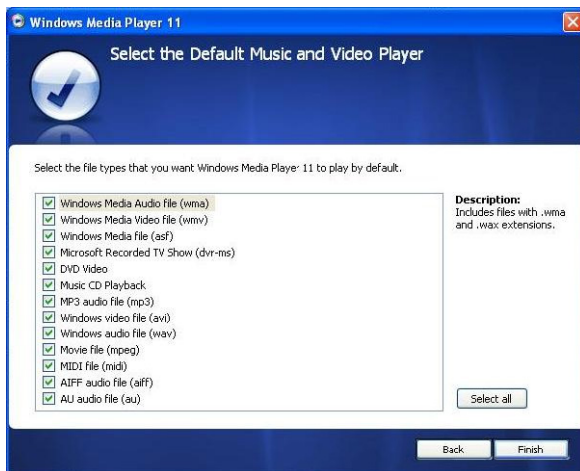 Windows Media Player 11
Select the Default Music and Video Player
Select the file types that you want Windows Media Player 11 to play by default.
Windows Media Audio file (wma)
Windows Media Video file (wmv)
Windows Media file (asf)
Microsoft Recorded TV Show (dvr-ms)
DVD Video
Music CD Playback
MP3 audio file (mp3)
Windows video file (avi)
Windows audio file (wav)
Movie file (mpeg)
MIDI file (midi)
AIFF audio file (aiff)
AU audio file (au)
Description:
Includes files with .wma
and .wax extensions.
Select all
Back
Finish